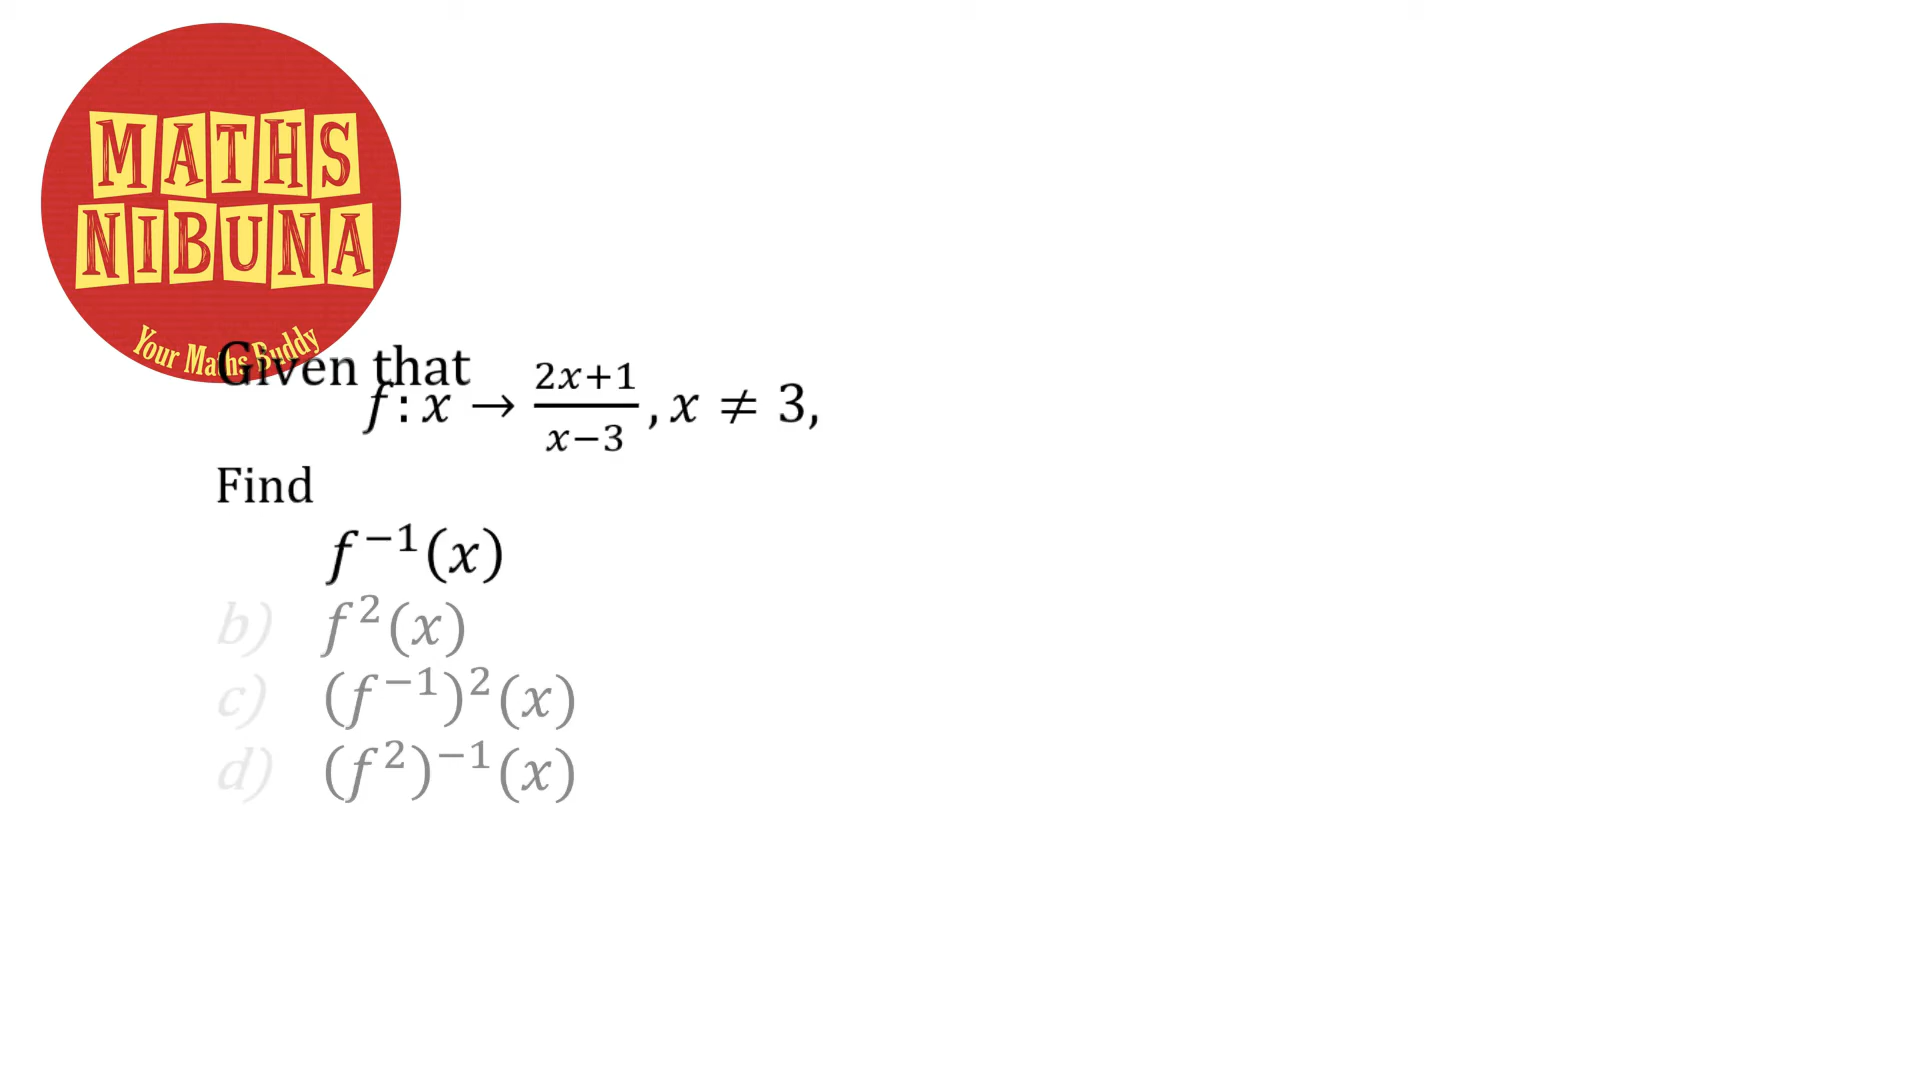 MATHS
NIBUNA
Your Maths Buddy
Given that
f : x → (2x+1)/(x−3), x ≠ 3,
Find
f⁻¹(x)
b) f²(x)
c) (f⁻¹)²(x)
d) (f²)⁻¹(x)